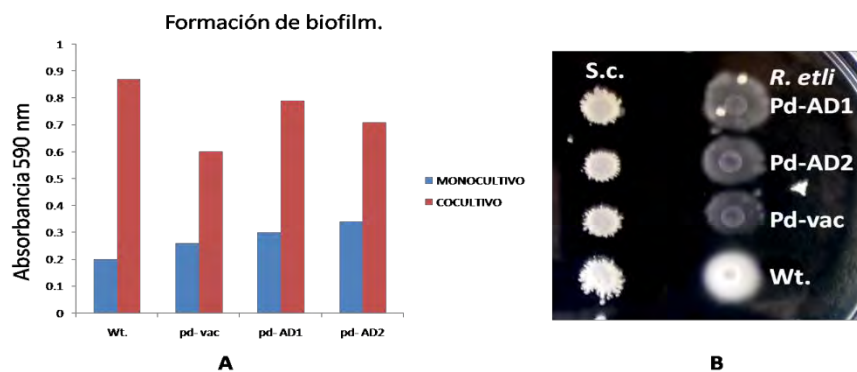 Formación de biofilm.
Absorbancia 590 nm
1
0.9
0.8
0.7
0.6
0.5
0.4
0.3
0.2
0.1
0
Wt.
pd- vac
pd- AD1
pd- AD2
MONOCULTIVO
COCULTIVO
A
S.c.
R. etli
Pd-AD1
Pd-AD2
Pd-vac
Wt.
B